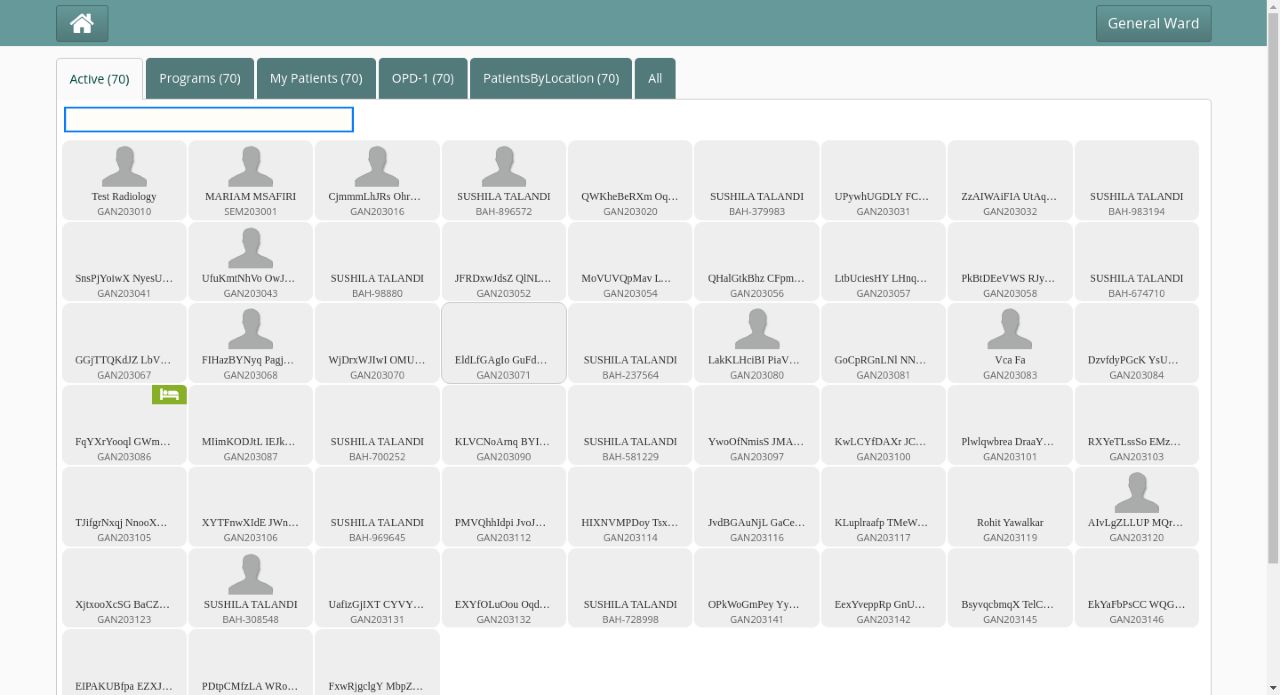 General Ward
Active (70)
Programs (70)
My Patients (70)
OPD-1 (70)
PatientsByLocation (70)
All
Test Radiology
GAN203010
MARIAM MSAFIRI
SEM203001
CjmmmLhJRs Ohr…
GAN203016
SUSHILA TALANDI
BAH-896572
QWKheBeRXm Oq…
GAN203020
SUSHILA TALANDI
BAH-379983
UPywhUGDLY FC…
GAN203031
ZzAIWAiFIA UtAq…
GAN203032
SUSHILA TALANDI
BAH-983194
SnsPjYoiwX NyesU…
GAN203041
UfuKmtNhVo OwJ…
GAN203043
SUSHILA TALANDI
BAH-98880
JFRDxwJdsZ QlNL…
GAN203052
MoVUVQpMav L…
GAN203054
QHalGtkBhz CFpm…
GAN203056
LtbUciesHY LHnq…
GAN203057
PkBtDEeVWS RJy…
GAN203058
SUSHILA TALANDI
BAH-674710
GGjTTQKdJZ LbV…
GAN203067
FIHazBYNyq Pagj…
GAN203068
WjDrxWJIwI OMU…
GAN203070
EldLfGAgIo GuFd…
GAN203071
SUSHILA TALANDI
BAH-237564
LakKLHciBI PiaV…
GAN203080
GoCpRGnLNl NN…
GAN203081
Vca Fa
GAN203083
DzvfdyPGcK YsU…
GAN203084
FqYXrYooql GWm…
GAN203086
MIimKODJtL IEJk…
GAN203087
SUSHILA TALANDI
BAH-700252
KLVCNoArnq BYI…
GAN203090
SUSHILA TALANDI
BAH-581229
YwoOfNmisS JMA…
GAN203097
KwLCYfDAXr JC…
GAN203100
Plwlqwbrea DraaY…
GAN203101
RXYeTLssSo EMz…
GAN203103
TJifgrNxqj NnooX…
GAN203105
XYTFnwXIdE JWn…
GAN203106
SUSHILA TALANDI
BAH-969645
PMVQhhIdpi JvoJ…
GAN203112
HIXNVMPDoy Tsx…
GAN203114
JvdBGAuNjL GaCe…
GAN203116
KLuplraafp TMeW…
GAN203117
Rohit Yawalkar
GAN203119
AIvLgZLLUP MQr…
GAN203120
XjtxooXcSG BaCZ…
GAN203123
SUSHILA TALANDI
BAH-308548
UafizGjIXT CYVY…
GAN203131
EXYfOLuOou Oqd…
GAN203132
SUSHILA TALANDI
BAH-728998
OPkWoGmPey Yy…
GAN203141
EexYveppRp GnU…
GAN203142
BsyvqcbmqX TelC…
GAN203145
EkYaFbPsCC WQG…
GAN203146
EIPAKUBfpa EZXJ…
PDtpCMfzLA WRo…
FxwRjgclgY MbpZ…